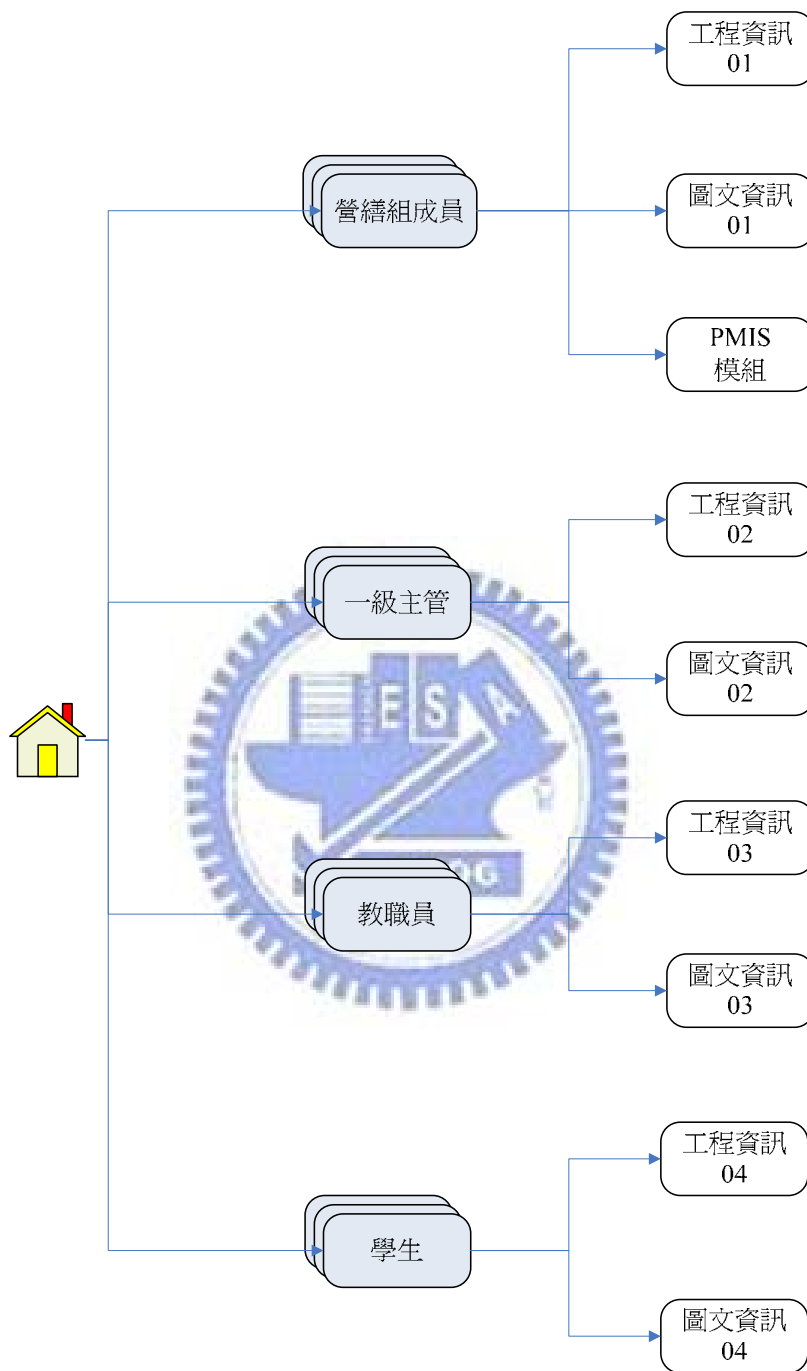 工程資訊
01
營繕組成員
圖文資訊
01
PMIS
模組
工程資訊
02
一級主管
圖文資訊
02
E S A
工程資訊
03
教職員
圖文資訊
03
工程資訊
04
學生
圖文資訊
04